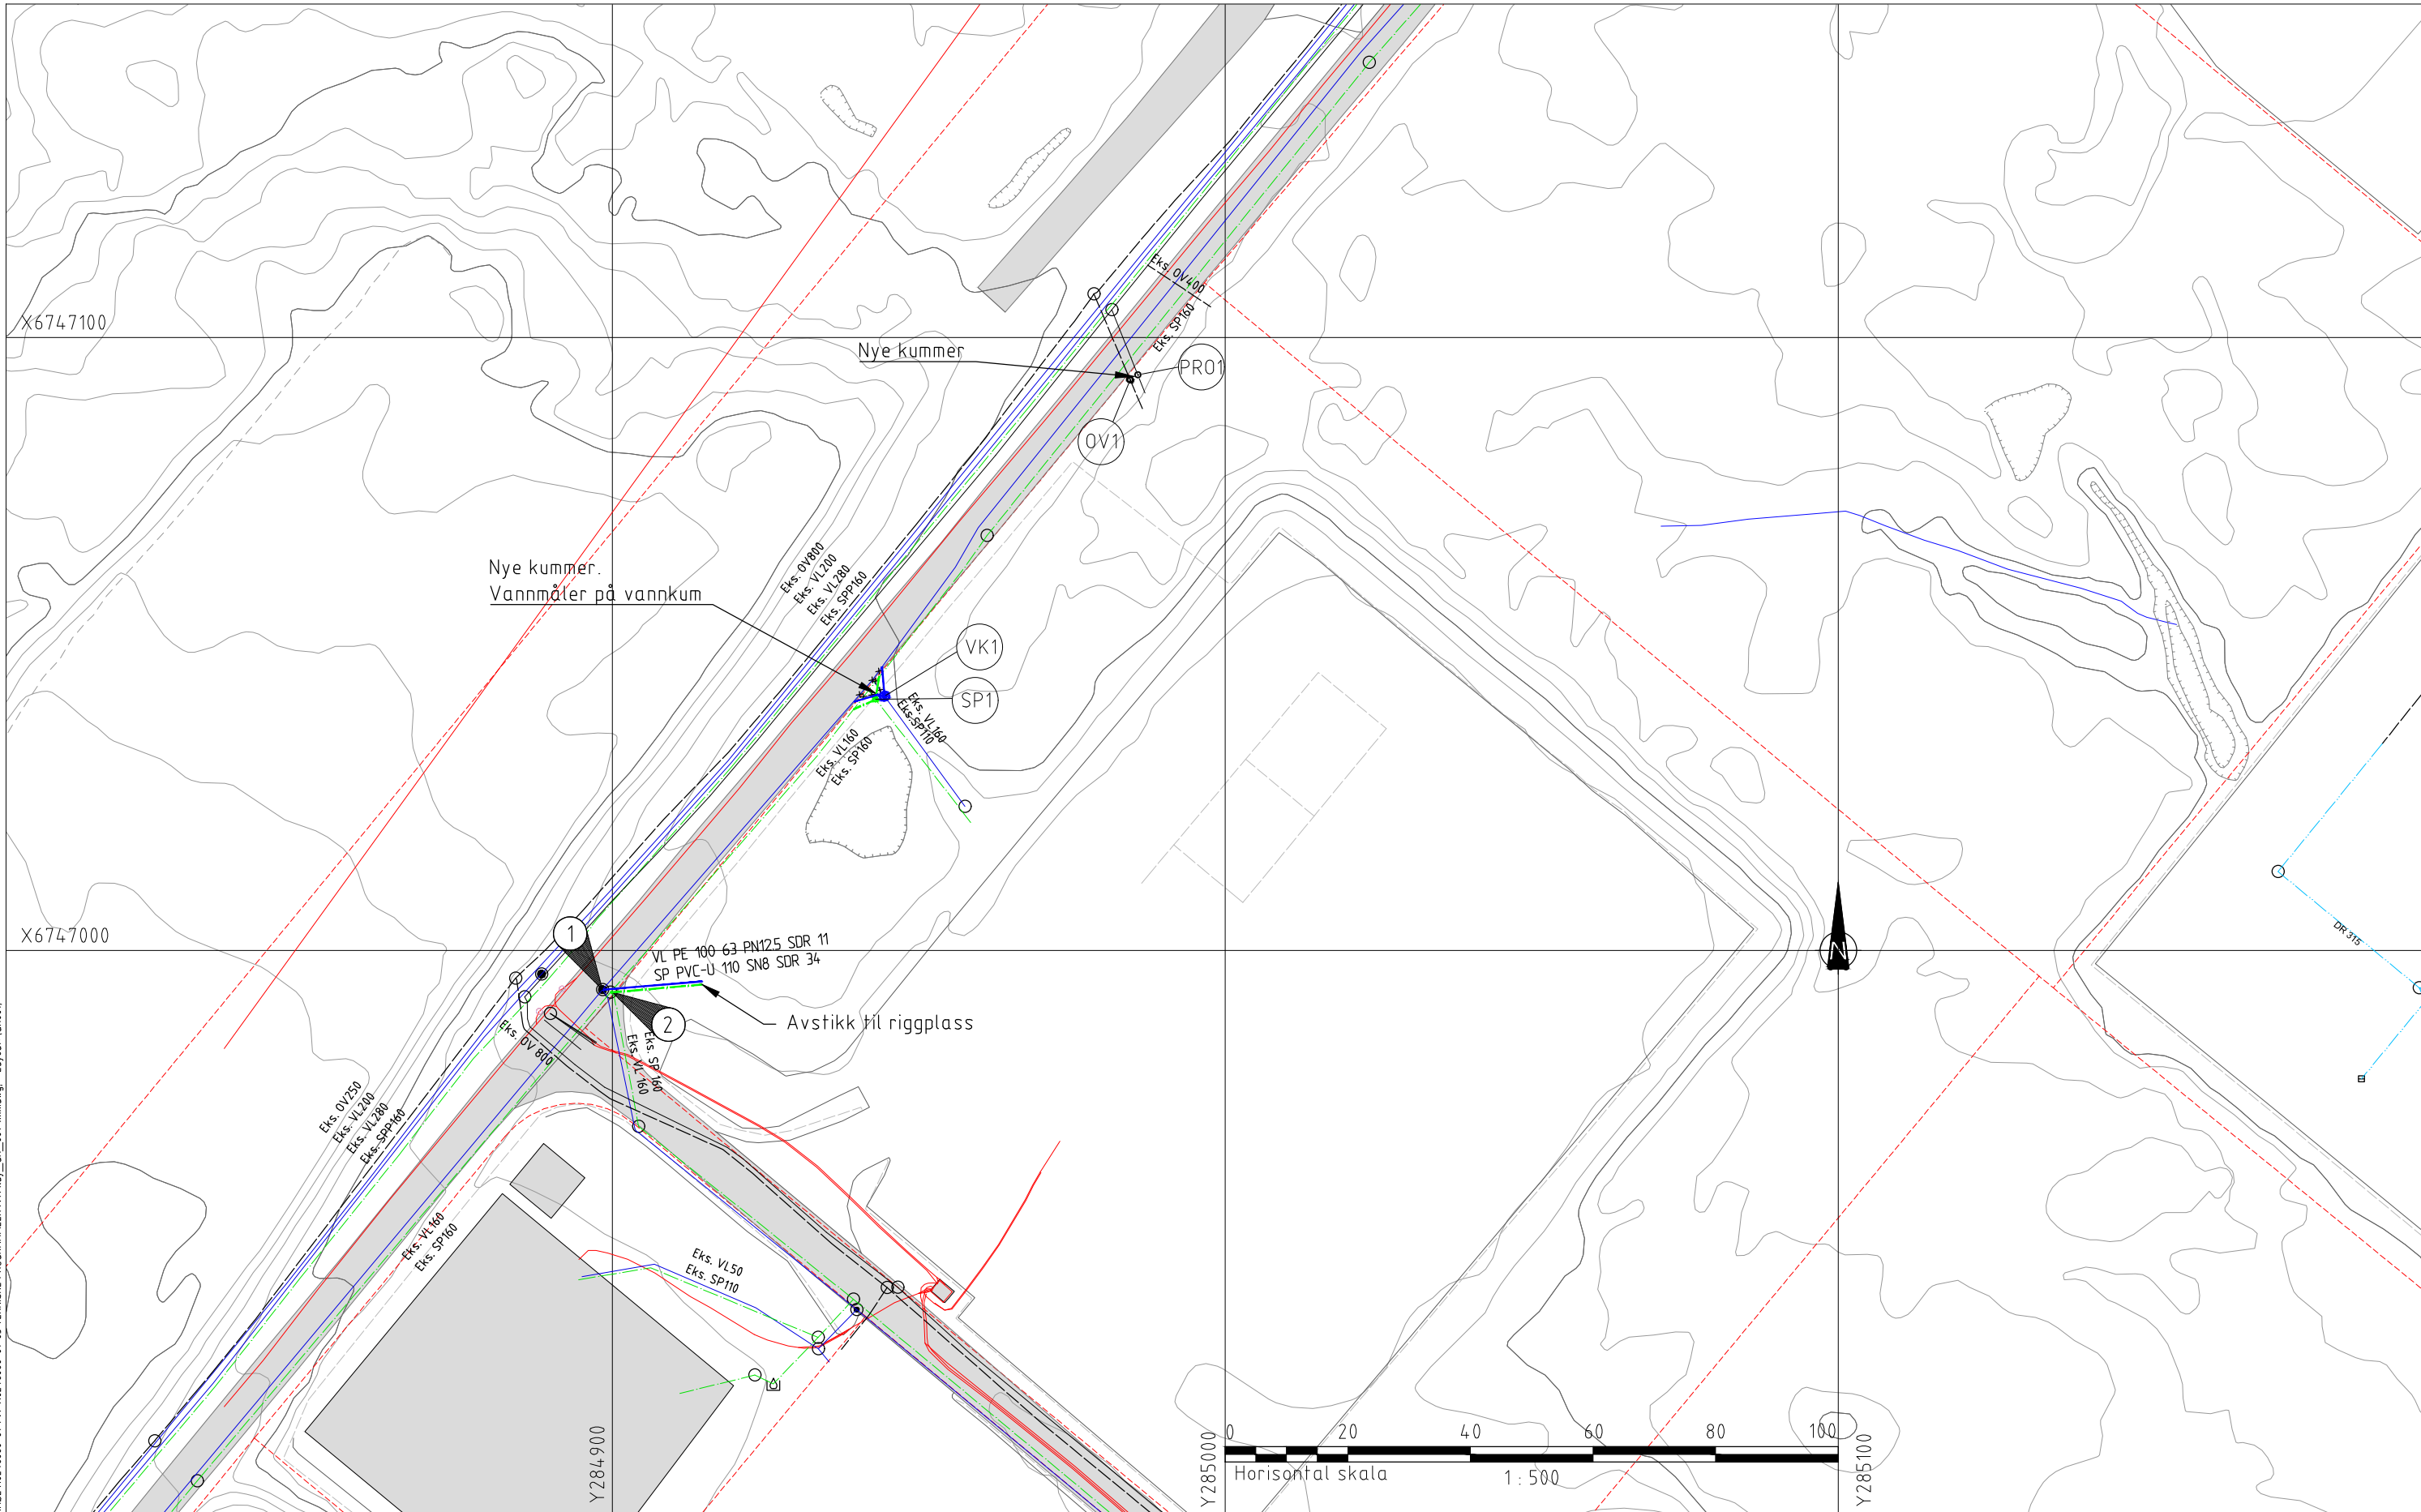 X6747100
Nye kummer
Eks. OV400
Eks. SP160
PRO1
OV1
Nye kummer.
Vannmåler på vannkum
Eks. OV800
Eks. VL200
Eks. VL280
Eks. SPP160
VK1
SP1
Eks. VL160
Eks.SP110
Eks. VL160
Eks. SP160
X6747000
1
VL PE 100 63 PN12.5 SDR 11
SP PVC-U 110 SN8 SDR 34
2
Avstikk til riggplass
Eks. OV 800
Eks. SP 160
Eks. VL 160
N
DR 315
Eks. OV250
Eks. VL200
Eks. VL280
Eks. SPP160
Eks. VL160
Eks. SP160
Eks. VL50
Eks. SP110
Y284900
Y285000
Y285100
0 20 40 60 80 100
Horisontal skala
1 : 500